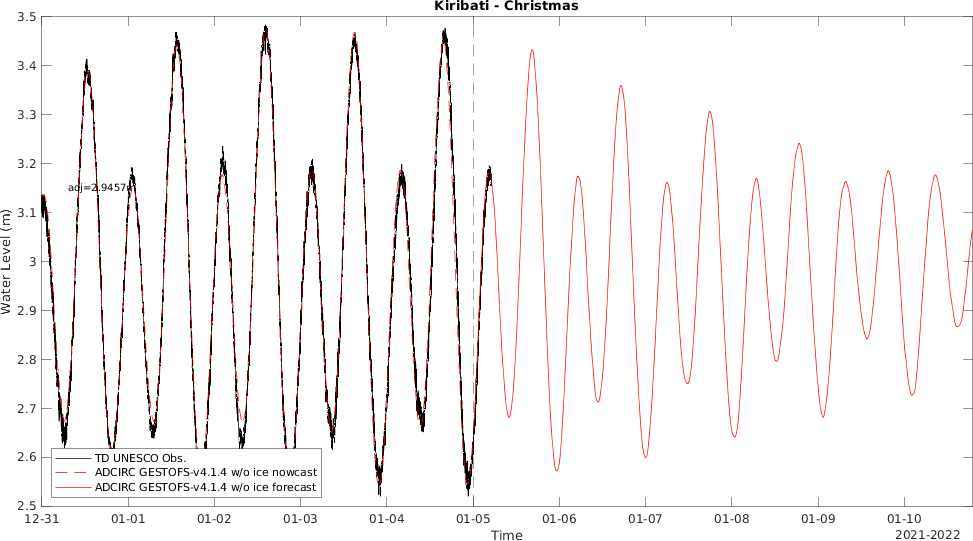 Kiribati - Christmas
3.5
3.4
3.3
3.2
3.1
3
2.9
2.8
2.7
2.6
2.5
Water Level (m)
adj=2.9457
TD UNESCO Obs.
ADCIRC GESTOFS-v4.1.4 w/o ice nowcast
ADCIRC GESTOFS-v4.1.4 w/o ice forecast
12-31 01-01 01-02 01-03 01-04 01-05 01-06 01-07 01-08 01-09 01-10
Time
2021-2022